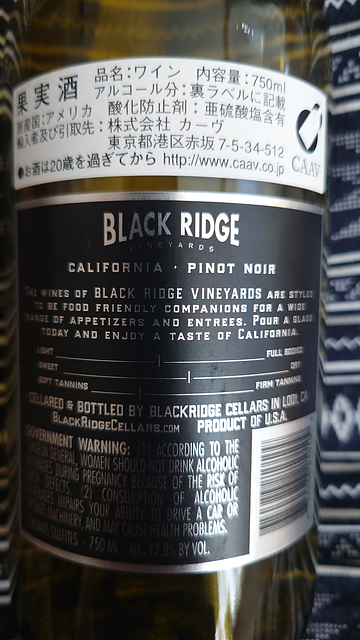 果実酒
品名：ワイン 内容量：750ml
アルコール分：裏ラベルに記載
原産国：アメリカ 酸化防止剤：亜硫酸塩含有
輸入者及び引取先：株式会社 カーヴ
東京都港区赤坂 7-5-34-512
●お酒は20歳を過ぎてから http://www.caav.co.jp
CAAV
BLACK RIDGE
VINEYARDS
CALIFORNIA · PINOT NOIR
THE WINES OF BLACK RIDGE VINEYARDS ARE STYLED
TO BE FOOD FRIENDLY COMPANIONS FOR A WIDE
RANGE OF APPETIZERS AND ENTREES. POUR A GLASS
TODAY AND ENJOY A TASTE OF CALIFORNIA.
LIGHT FULL BODIED
SWEET DRY
SOFT TANNINS FIRM TANNINS
CELLARED & BOTTLED BY BLACKRIDGE CELLARS IN LODI, CA
BLACKRIDGECELLARS.COM PRODUCT OF U.S.A.
GOVERNMENT WARNING: (1) ACCORDING TO THE
SURGEON GENERAL WOMEN SHOULD NOT DRINK ALCOHOLIC
BEVERAGES DURING PREGNANCY BECAUSE OF THE RISK OF
DEFECTS. (2) CONSUMPTION OF ALCOHOLIC
BEVERAGES IMPAIRS YOUR ABILITY TO DRIVE A CAR OR
MACHINERY AND MAY CAUSE HEALTH PROBLEMS.
SULFITES - 750 ML - ALC. 12.8% BY VOL.